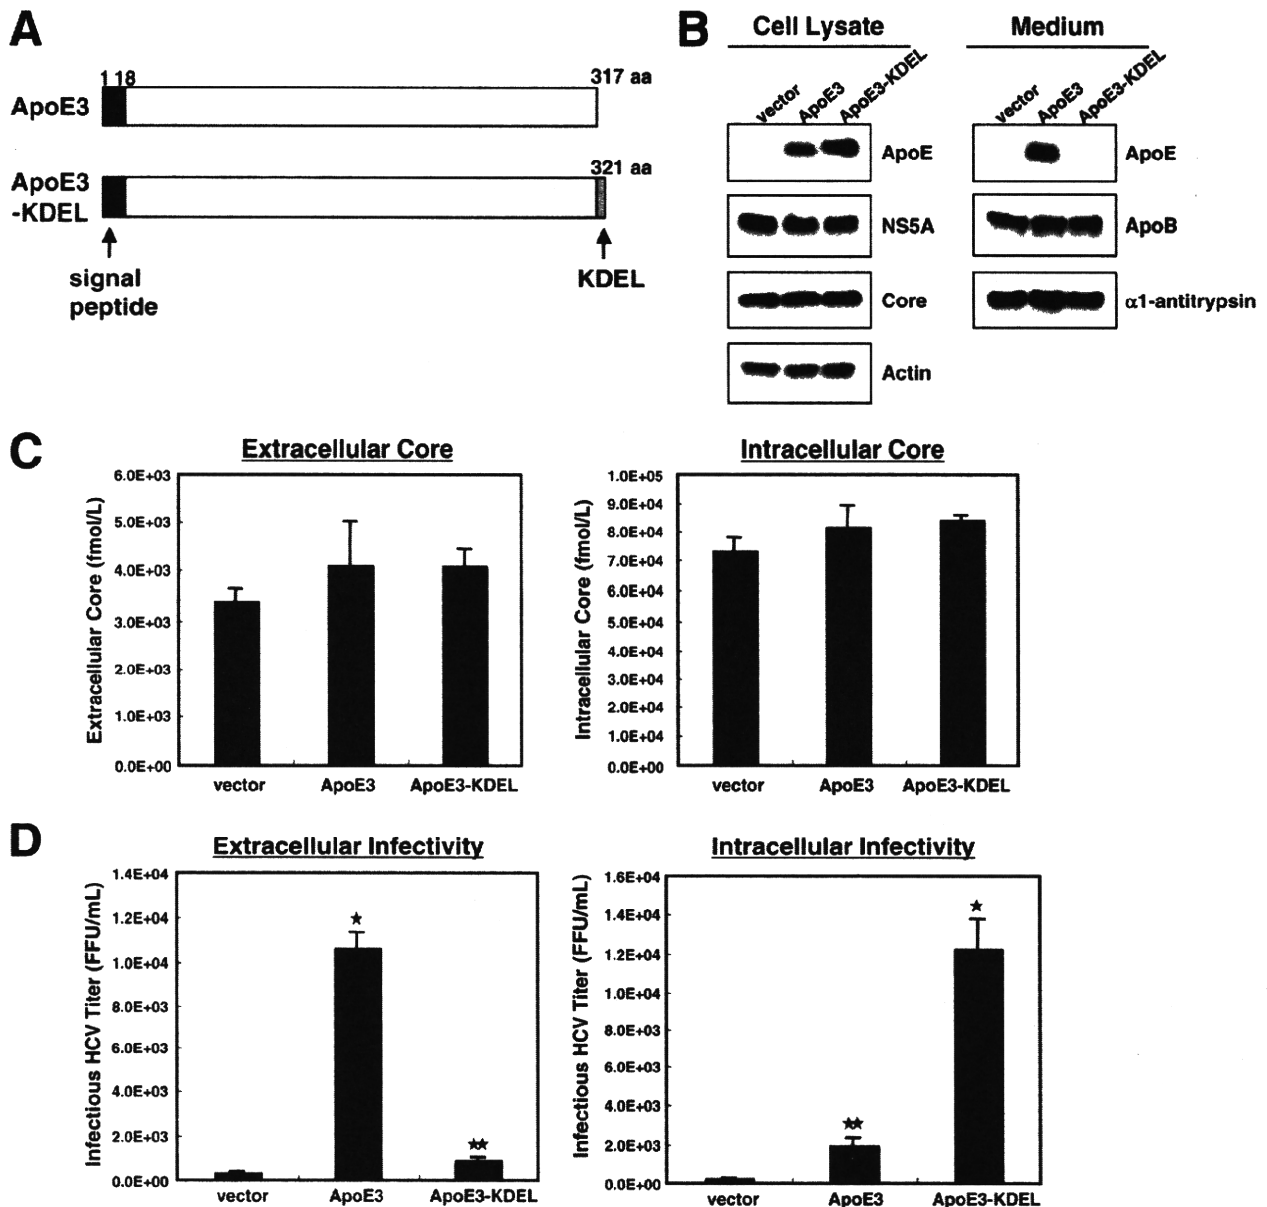 A
118
317 aa
ApoE3
321 aa
ApoE3
-KDEL
signal
peptide
KDEL
B
Cell Lysate
Medium
vector
ApoE3
ApoE3-KDEL
vector
ApoE3
ApoE3-KDEL
ApoE
ApoE
NS5A
ApoB
Core
α1-antitrypsin
Actin
C
Extracellular Core
Extracellular Core (fmol/L)
6.0E+03
5.0E+03
4.0E+03
3.0E+03
2.0E+03
1.0E+03
0.0E+00
vector
ApoE3
ApoE3-KDEL
Intracellular Core
Intracellular Core (fmol/L)
1.0E+05
9.0E+04
8.0E+04
7.0E+04
6.0E+04
5.0E+04
4.0E+04
3.0E+04
2.0E+04
1.0E+04
0.0E+00
vector
ApoE3
ApoE3-KDEL
D
Extracellular Infectivity
Infectious HCV Titer (FFU/mL)
1.4E+04
1.2E+04
1.0E+04
8.0E+03
6.0E+03
4.0E+03
2.0E+03
0.0E+00
★
★★
vector
ApoE3
ApoE3-KDEL
Intracellular Infectivity
Infectious HCV Titer (FFU/mL)
1.6E+04
1.4E+04
1.2E+04
1.0E+04
8.0E+03
6.0E+03
4.0E+03
2.0E+03
0.0E+00
★
★★
vector
ApoE3
ApoE3-KDEL